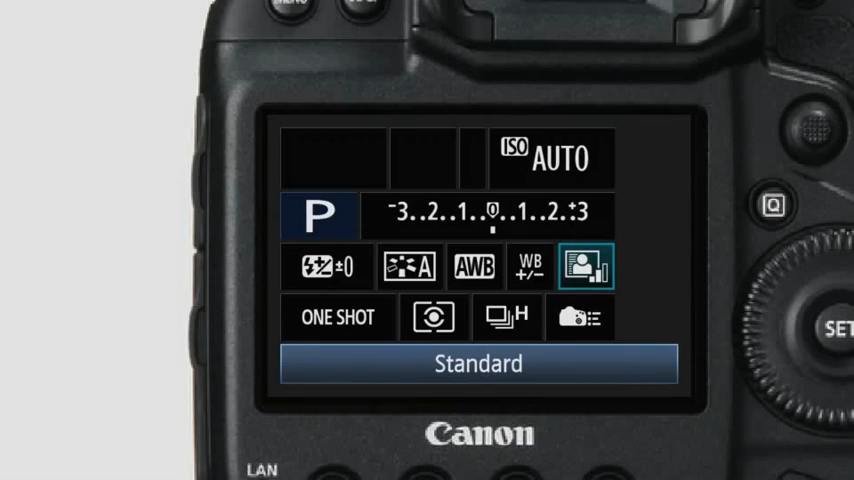 ISO AUTO
P
-3..2..1..0..1..2.:+3
±0
A
AWB
WB
+/-
ONE SHOT
H
Standard
Q
SET
Canon
LAN